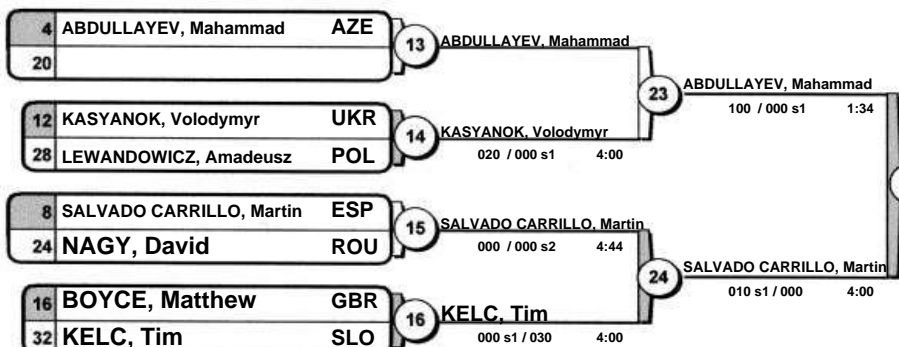 4 ABDULLAYEV, Mahammad AZE
20
13 ABDULLAYEV, Mahammad
12 KASYANOK, Volodymyr UKR
28 LEWANDOWICZ, Amadeusz POL
14 KASYANOK, Volodymyr
020 / 000 s1 4:00
23 ABDULLAYEV, Mahammad
100 / 000 s1 1:34
8 SALVADO CARRILLO, Martin ESP
24 NAGY, David ROU
15 SALVADO CARRILLO, Martin
000 / 000 s2 4:44
16 BOYCE, Matthew GBR
32 KELC, Tim SLO
16 KELC, Tim
000 s1 / 030 4:00
24 SALVADO CARRILLO, Martin
010 s1 / 000 4:00